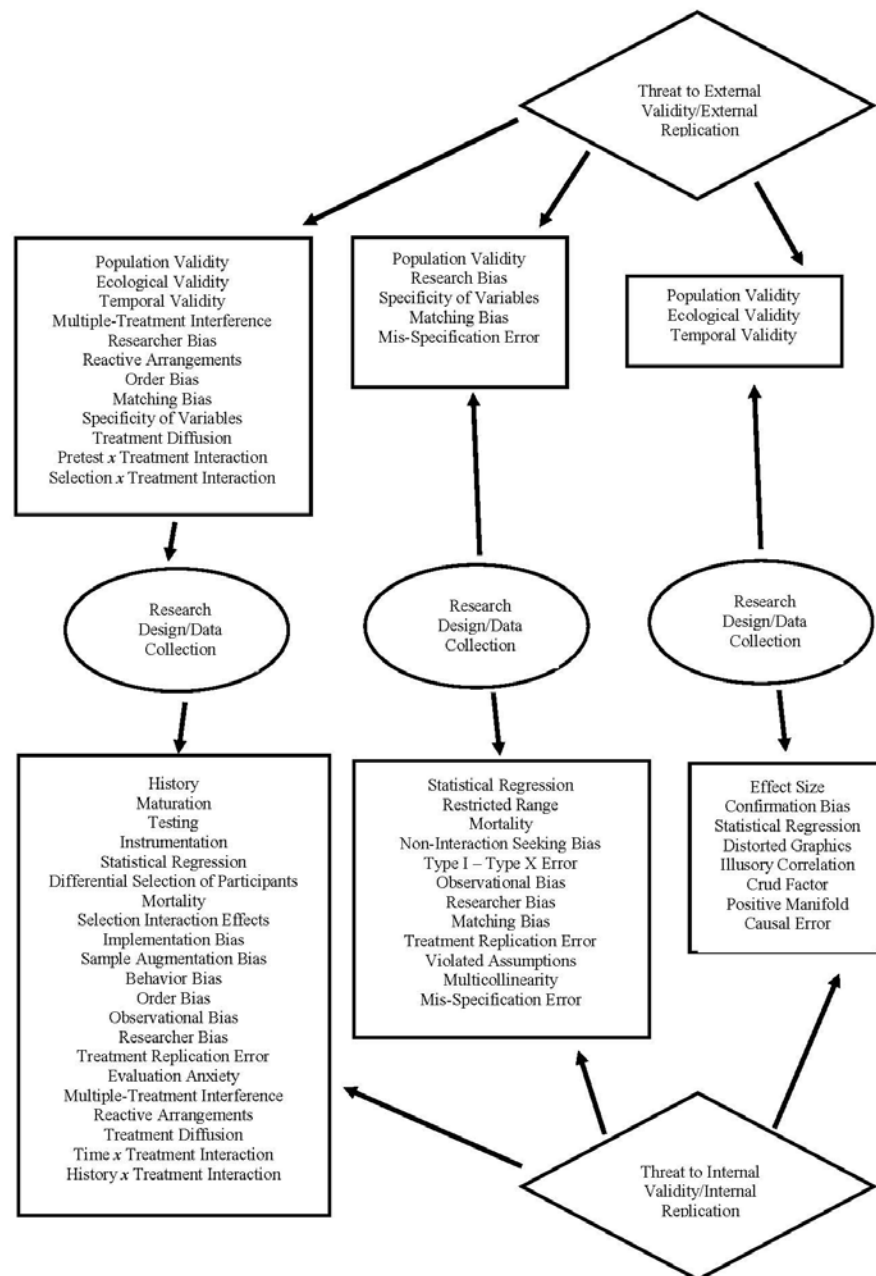 Threat to External
Validity/External
Replication
Population Validity
Ecological Validity
Temporal Validity
Multiple-Treatment Interference
Researcher Bias
Reactive Arrangements
Order Bias
Matching Bias
Specificity of Variables
Treatment Diffusion
Pretest x Treatment Interaction
Selection x Treatment Interaction
Population Validity
Research Bias
Specificity of Variables
Matching Bias
Mis-Specification Error
Population Validity
Ecological Validity
Temporal Validity
Research
Design/Data
Collection
Research
Design/Data
Collection
Research
Design/Data
Collection
History
Maturation
Testing
Instrumentation
Statistical Regression
Differential Selection of Participants
Mortality
Selection Interaction Effects
Implementation Bias
Sample Augmentation Bias
Behavior Bias
Order Bias
Observational Bias
Researcher Bias
Treatment Replication Error
Evaluation Anxiety
Multiple-Treatment Interference
Reactive Arrangements
Treatment Diffusion
Time x Treatment Interaction
History x Treatment Interaction
Statistical Regression
Restricted Range
Mortality
Non-Interaction Seeking Bias
Type I – Type X Error
Observational Bias
Researcher Bias
Matching Bias
Treatment Replication Error
Violated Assumptions
Multicollinearity
Mis-Specification Error
Effect Size
Confirmation Bias
Statistical Regression
Distorted Graphics
Illusory Correlation
Crud Factor
Positive Manifold
Causal Error
Threat to Internal
Validity/Internal
Replication